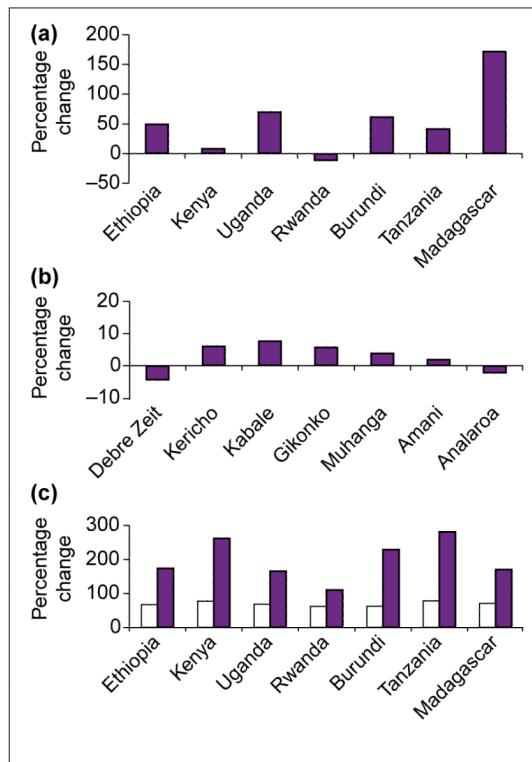 (a)
Percentage
change
200
150
100
50
0
–50
Ethiopia
Kenya
Uganda
Rwanda
Burundi
Tanzania
Madagascar
(b)
Percentage
change
20
10
0
–10
Debre Zeit
Kericho
Kabale
Gikonko
Muhanga
Amani
Analaroa
(c)
Percentage
change
300
200
100
0
Ethiopia
Kenya
Uganda
Rwanda
Burundi
Tanzania
Madagascar